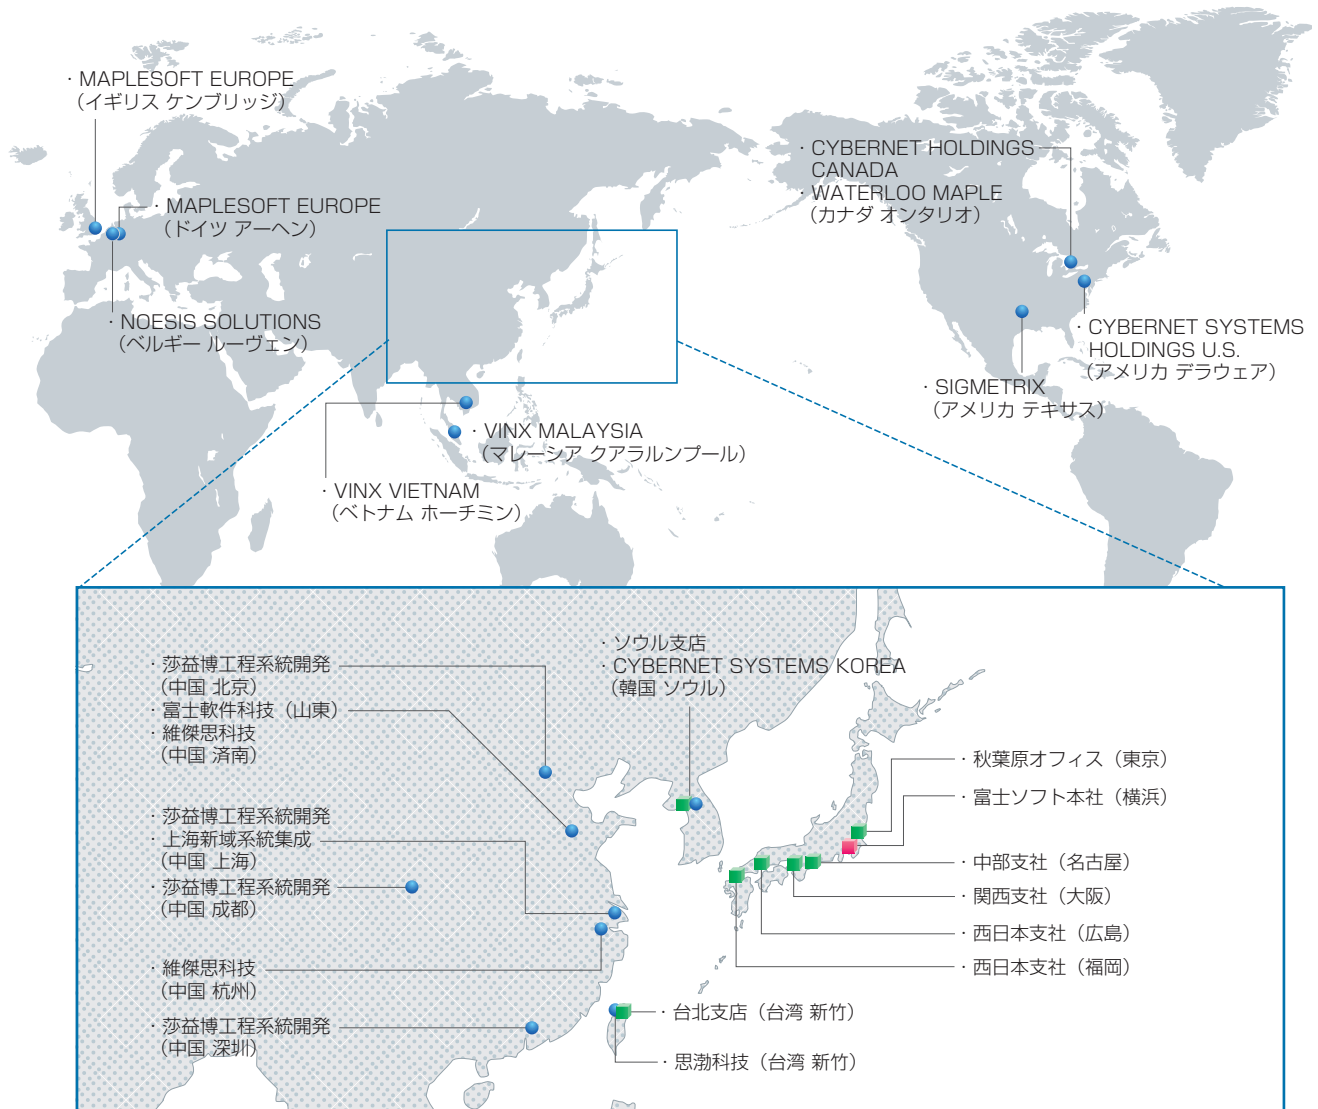 ・MAPLESOFT EUROPE
（イギリス ケンブリッジ）
・MAPLESOFT EUROPE
（ドイツ アーヘン）
・NOESIS SOLUTIONS
（ベルギー ルーヴェン）
・CYBERNET HOLDINGS
CANADA
・WATERLOO MAPLE
（カナダ オンタリオ）
・CYBERNET SYSTEMS
HOLDINGS U.S.
（アメリカ デラウェア）
・SIGMETRIX
（アメリカ テキサス）
・VINX MALAYSIA
（マレーシア クアラルンプール）
・VINX VIETNAM
（ベトナム ホーチミン）
・ソウル支店
・CYBERNET SYSTEMS KOREA
（韓国 ソウル）
・莎益博工程系統開発
（中国 北京）
・富士軟件科技（山東）
・維傑思科技
（中国 済南）
・莎益博工程系統開発
・上海新域系統集成
（中国 上海）
・莎益博工程系統開発
（中国 成都）
・維傑思科技
（中国 杭州）
・莎益博工程系統開発
（中国 深圳）
・秋葉原オフィス（東京）
・富士ソフト本社（横浜）
・中部支社（名古屋）
・関西支社（大阪）
・西日本支社（広島）
・西日本支社（福岡）
・台北支店（台湾 新竹）
・思渤科技（台湾 新竹）